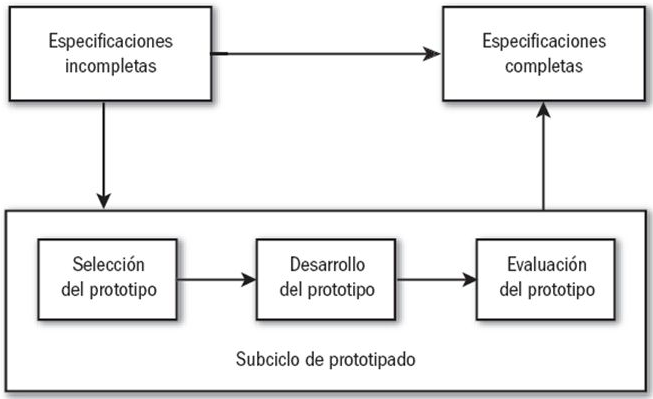 Especificaciones
incompletas
Especificaciones
completas
Selección
del prototipo
Desarrollo
del prototipo
Evaluación
del prototipo
Subciclo de prototipado